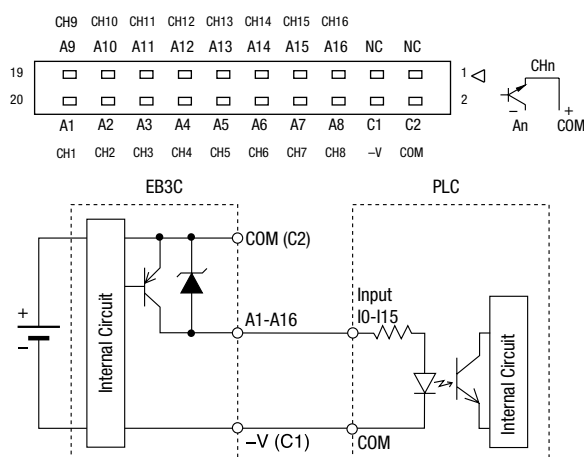 CH9 CH10 CH11 CH12 CH13 CH14 CH15 CH16
A9 A10 A11 A12 A13 A14 A15 A16 NC NC
19 1
20 2
A1 A2 A3 A4 A5 A6 A7 A8 C1 C2
CH1 CH2 CH3 CH4 CH5 CH6 CH7 CH8 –V COM
CHn
– +
An COM
EB3C
PLC
COM (C2)
+
–
Internal Circuit
A1-A16
Input
I0-I15
Internal Circuit
–V (C1)
COM